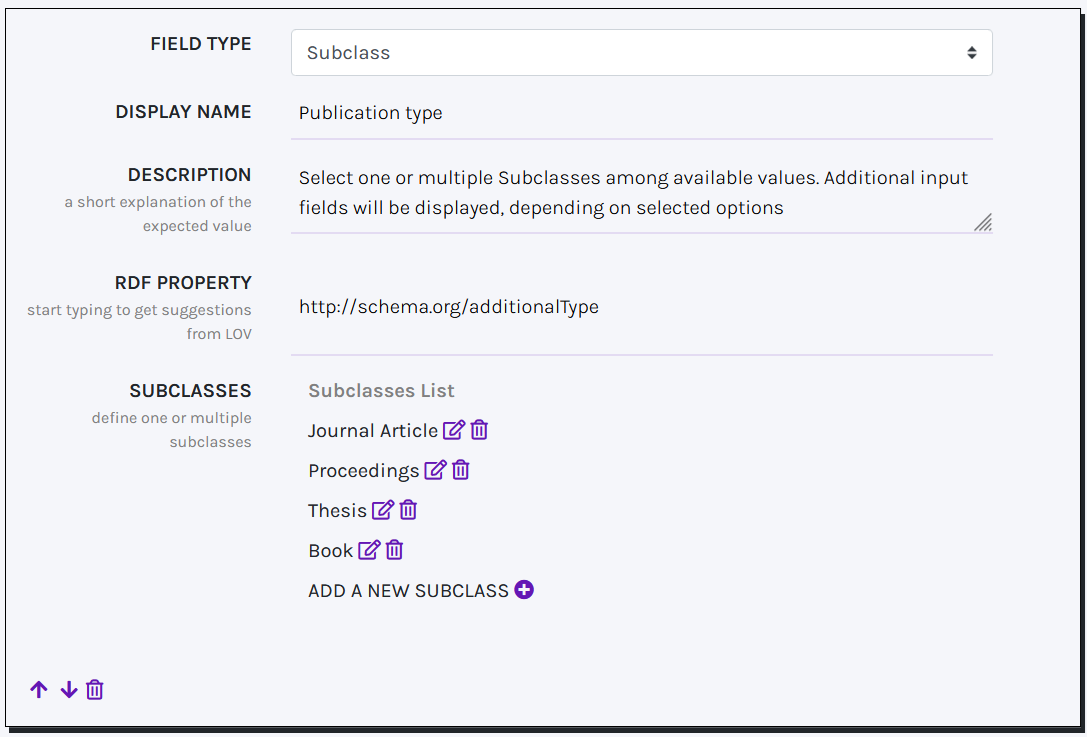 FIELD TYPE
Subclass
DISPLAY NAME
Publication type
DESCRIPTION
a short explanation of the
expected value
Select one or multiple Subclasses among available values. Additional input
fields will be displayed, depending on selected options
RDF PROPERTY
start typing to get suggestions
from LOV
http://schema.org/additionalType
SUBCLASSES
define one or multiple
subclasses
Subclasses List
Journal Article
Proceedings
Thesis
Book
ADD A NEW SUBCLASS